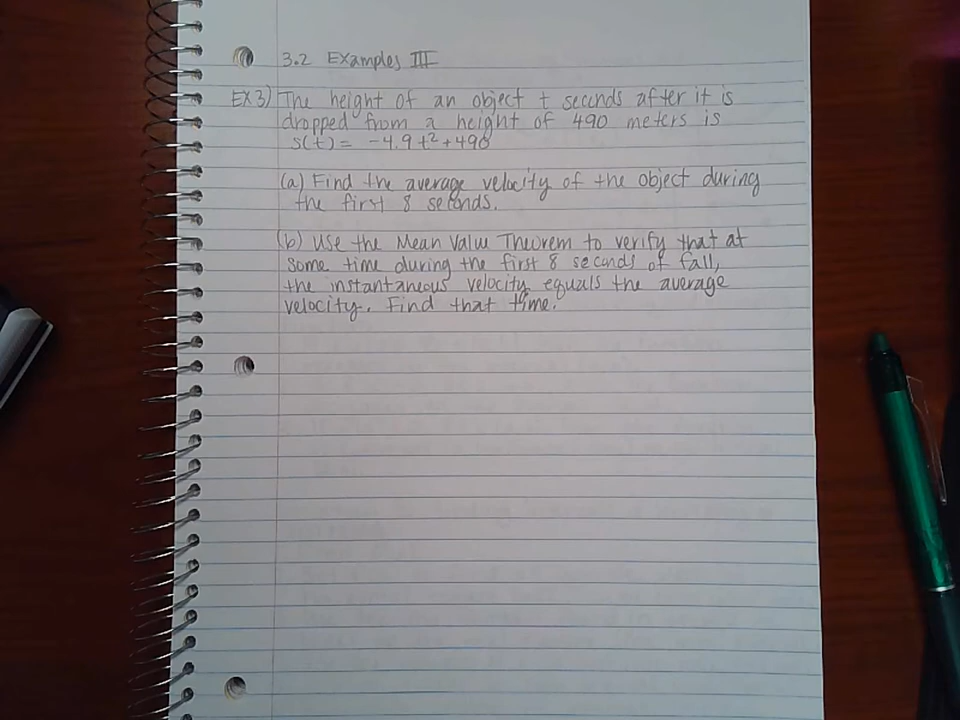 3.2 Examples III
EX 3) The height of an object t seconds after it is
dropped from a height of 490 meters is
s(t) = -4.9t² + 490
(a) Find the average velocity of the object during
the first 8 seconds.
(b) Use the Mean Value Theorem to verify that at
some time during the first 8 seconds of fall,
the instantaneous velocity equals the average
velocity. Find that time.